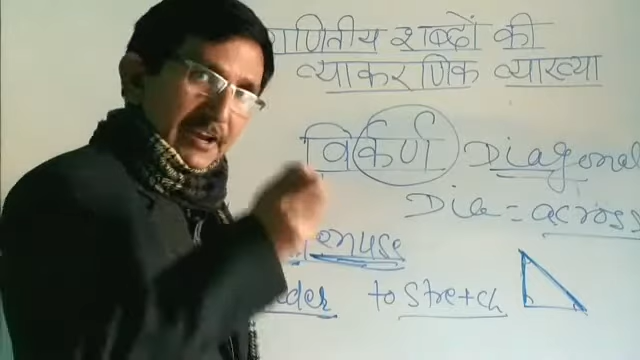 गणितीय शब्दों की
व्याकरणिक व्याख्या
विकर्ण Diagonal
Dia = across
to stretch